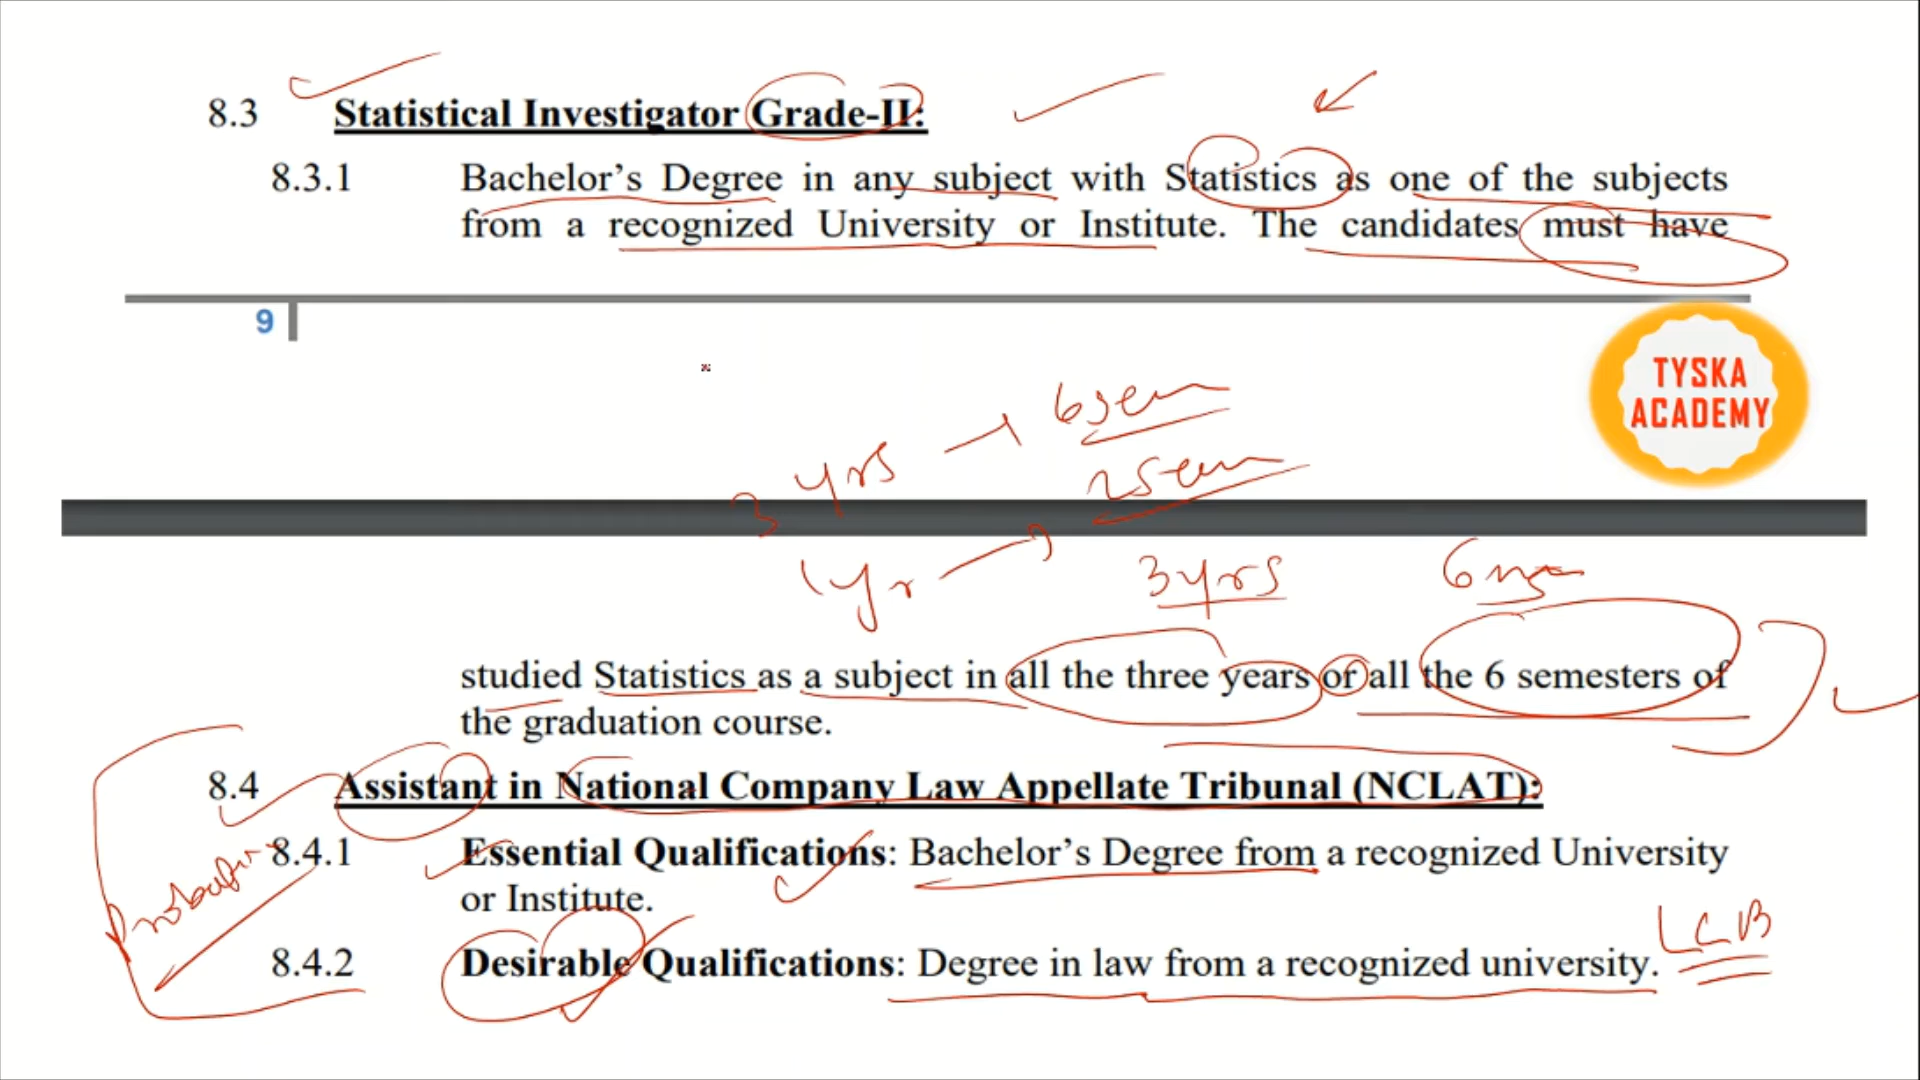 8.3 Statistical Investigator Grade-II:
8.3.1 Bachelor's Degree in any subject with Statistics as one of the subjects
from a recognized University or Institute. The candidates must have
9
TYSKA
ACADEMY
6 sem
3 yrs
2 sem
1 yr
3 yrs
studied Statistics as a subject in all the three years or all the 6 semesters of
the graduation course.
8.4 Assistant in National Company Law Appellate Tribunal (NCLAT):
8.4.1 Essential Qualifications: Bachelor's Degree from a recognized University
or Institute.
8.4.2 Desirable Qualifications: Degree in law from a recognized university.